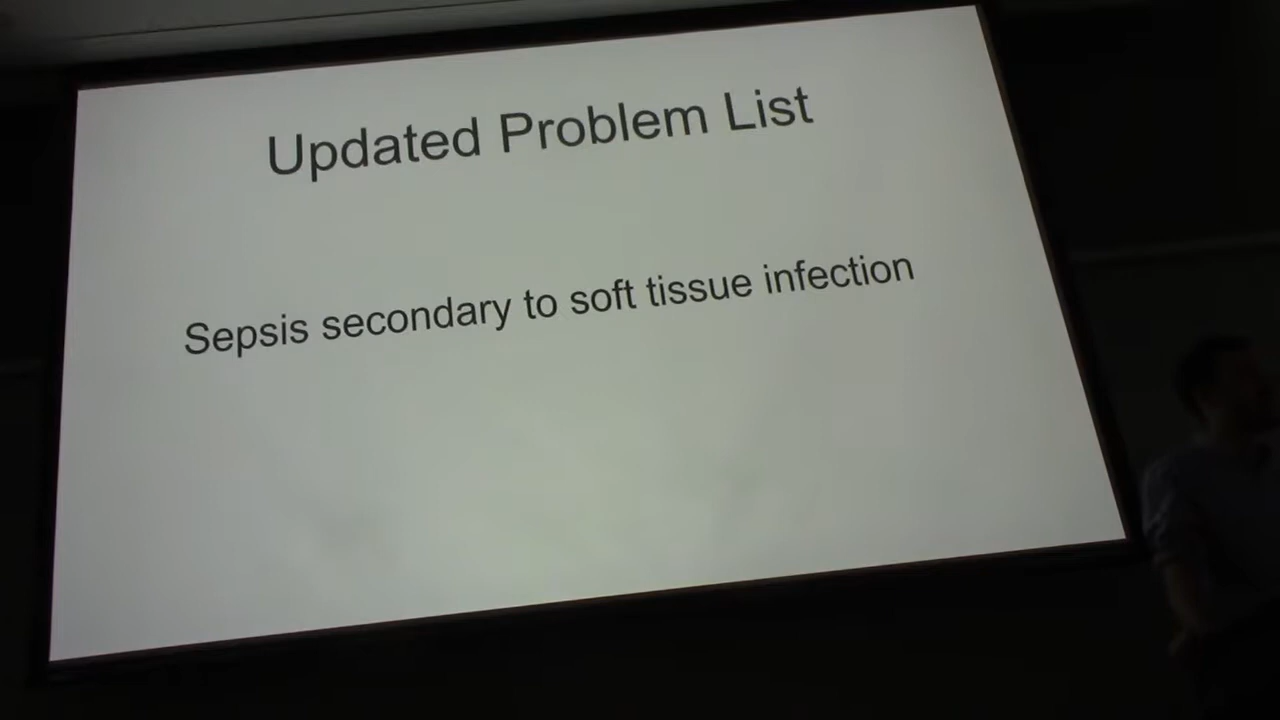 Updated Problem List
Sepsis secondary to soft tissue infection